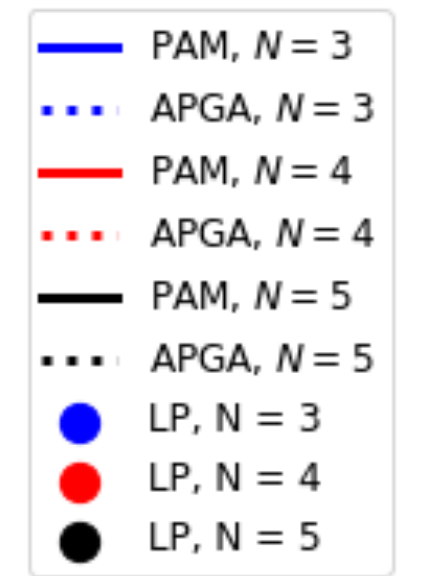 PAM, N = 3
APGA, N = 3
PAM, N = 4
APGA, N = 4
PAM, N = 5
APGA, N = 5
LP, N = 3
LP, N = 4
LP, N = 5